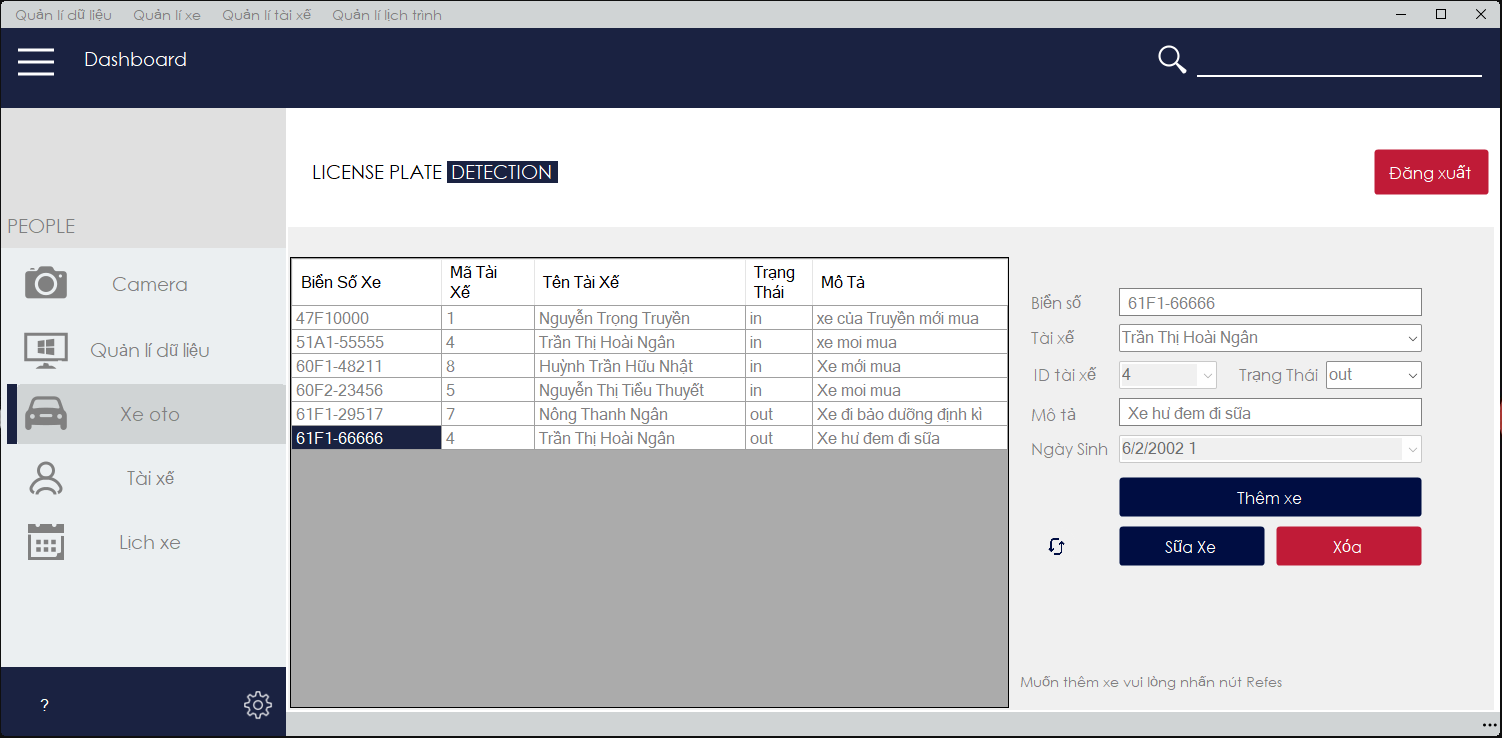 Quản lí dữ liệu Quản lí xe Quản lí tài xế Quản lí lịch trình
Dashboard
LICENSE PLATE DETECTION
Đăng xuất
PEOPLE
Camera
Quản lí dữ liệu
Xe oto
Tài xế
Lịch xe
?
Biển Số Xe Mã Tài Xế Tên Tài Xế Trạng Thái Mô Tả
47F10000 1 Nguyễn Trọng Truyền in xe của Truyền mới mua
51A1-55555 4 Trần Thị Hoài Ngân in xe moi mua
60F1-48211 8 Huỳnh Trần Hữu Nhật in Xe mới mua
60F2-23456 5 Nguyễn Thị Tiểu Thuyết in Xe moi mua
61F1-29517 7 Nông Thanh Ngân out Xe đi bảo dưỡng định kì
61F1-66666 4 Trần Thị Hoài Ngân out Xe hư đem đi sữa
Biển số 61F1-66666
Tài xế Trần Thị Hoài Ngân
ID tài xế 4 Trạng Thái out
Mô tả Xe hư đem đi sữa
Ngày Sinh 6/2/2002 1
Thêm xe
Sữa Xe Xóa
Muốn thêm xe vui lòng nhấn nút Refes